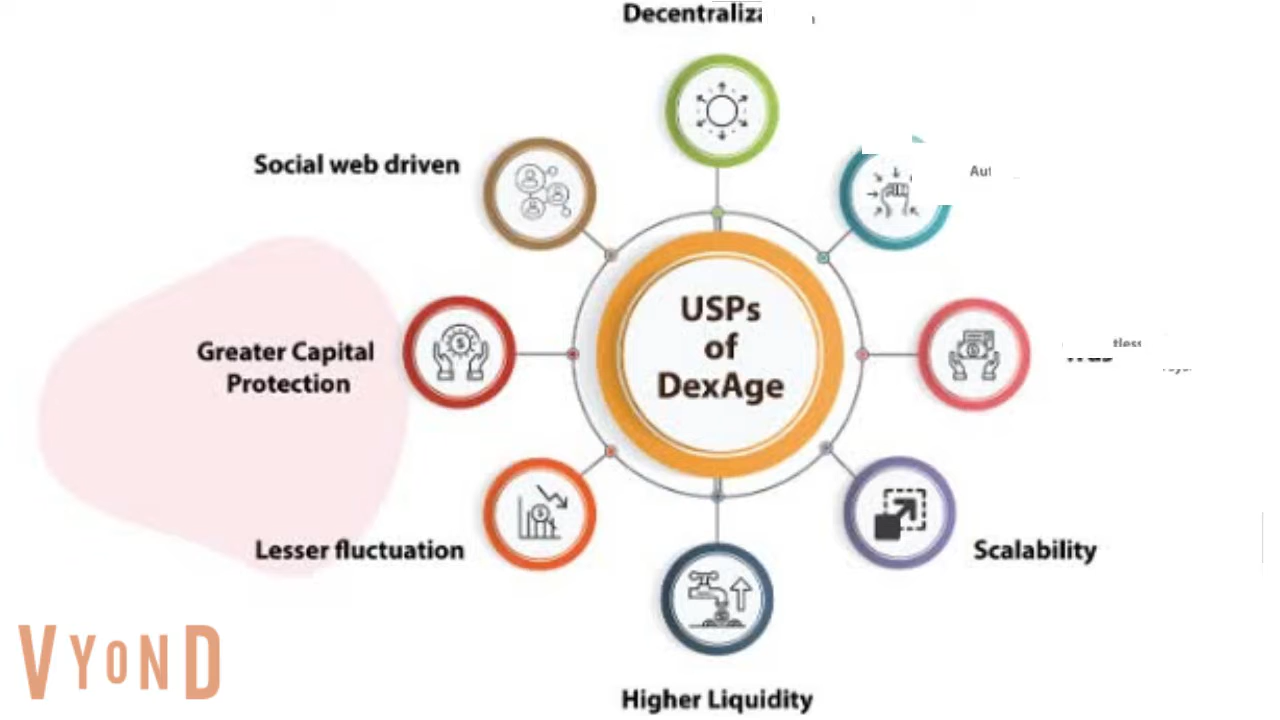 Social web driven
USPs
of
DexAge
Greater Capital
Protection
Lesser fluctuation
Scalability
Higher Liquidity
VYOND